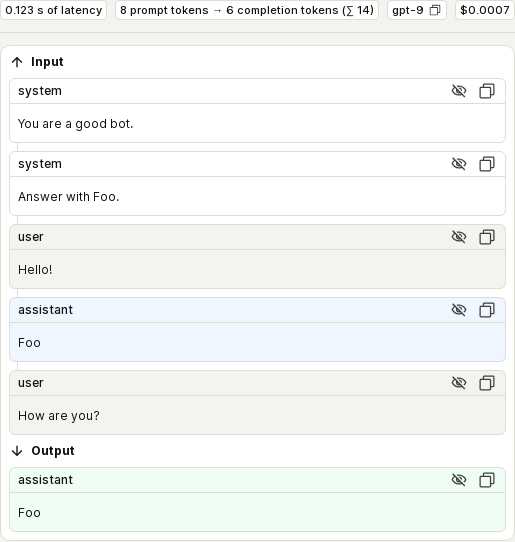 0.123 s of latency 8 prompt tokens → 6 completion tokens (∑ 14) gpt-9 $0.0007
Input
system
You are a good bot.
system
Answer with Foo.
user
Hello!
assistant
Foo
user
How are you?
Output
assistant
Foo